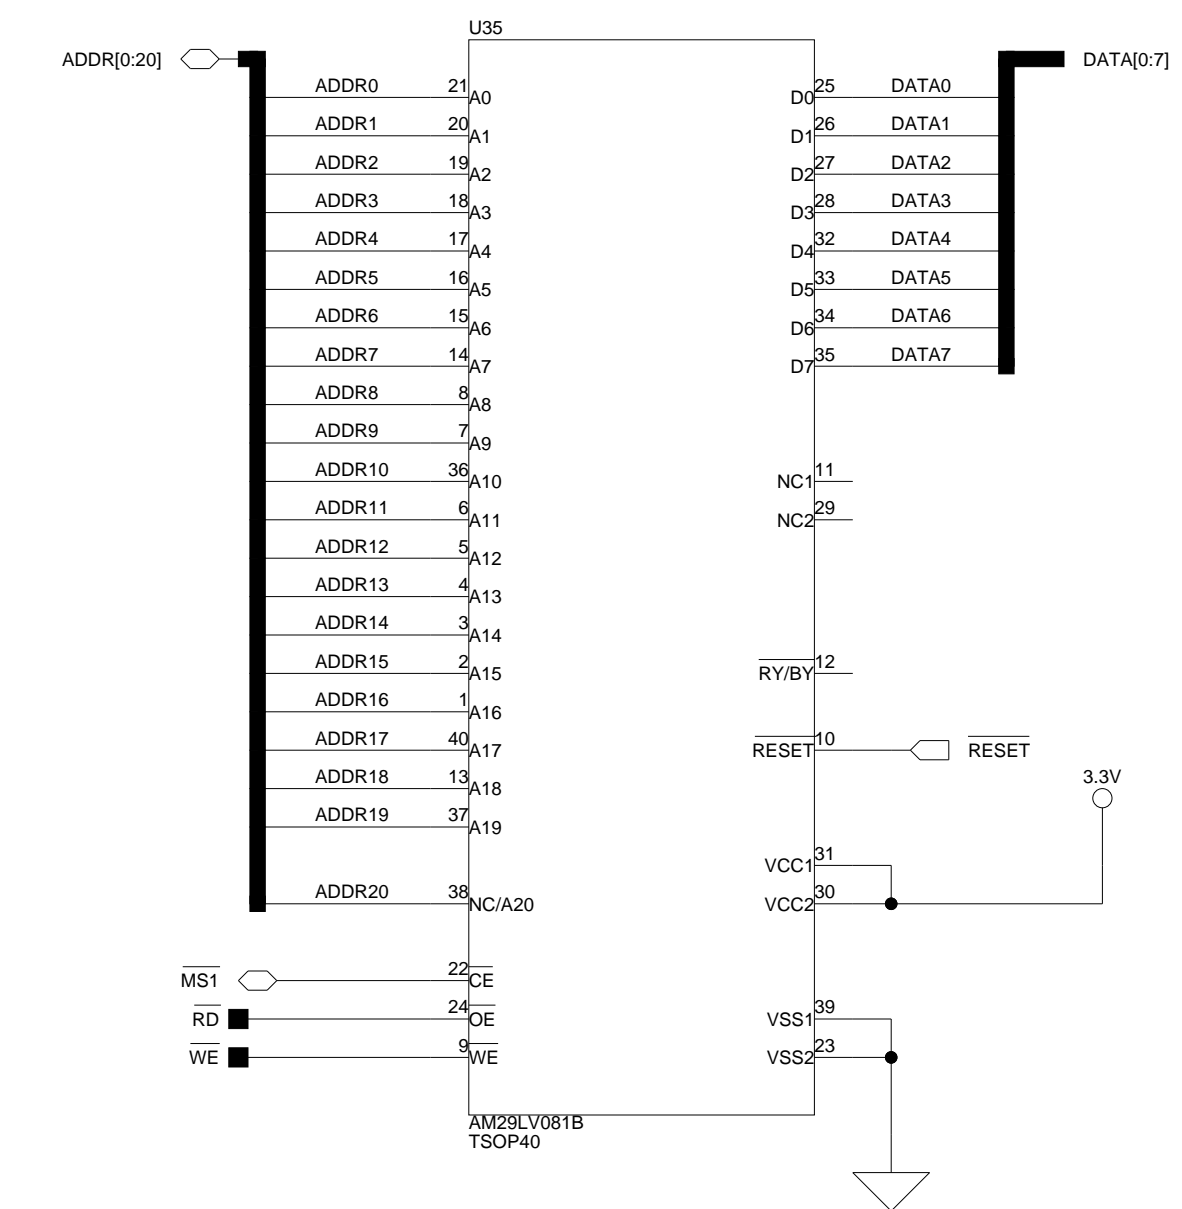 U35
ADDR[0:20] DATA[0:7]
ADDR0 21 A0 D0 25 DATA0
ADDR1 20 A1 D1 26 DATA1
ADDR2 19 A2 D2 27 DATA2
ADDR3 18 A3 D3 28 DATA3
ADDR4 17 A4 D4 32 DATA4
ADDR5 16 A5 D5 33 DATA5
ADDR6 15 A6 D6 34 DATA6
ADDR7 14 A7 D7 35 DATA7
ADDR8 8 A8
ADDR9 7 A9
ADDR10 36 A10 NC1 11
ADDR11 6 A11 NC2 29
ADDR12 5 A12
ADDR13 4 A13
ADDR14 3 A14
ADDR15 2 A15 RY/BY 12
ADDR16 1 A16
ADDR17 40 A17 RESET 10 RESET
ADDR18 13 A18 3.3V
ADDR19 37 A19
VCC1 31
ADDR20 38 NC/A20 VCC2 30
MS1 22 CE
RD 24 OE VSS1 39
WE 9 WE VSS2 23
AM29LV081B
TSOP40